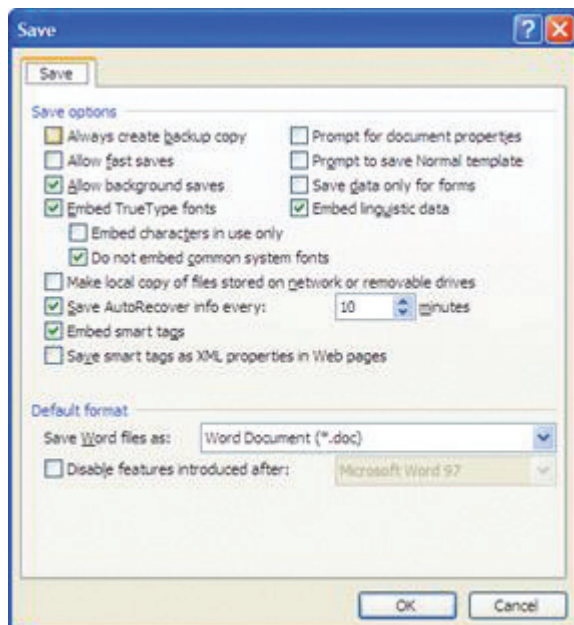 Save
Save
Save options
Always create backup copy
Prompt for document properties
Allow fast saves
Prompt to save Normal template
Allow background saves
Save data only for forms
Embed TrueType fonts
Embed linguistic data
Embed characters in use only
Do not embed common system fonts
Make local copy of files stored on network or removable drives
Save AutoRecover info every: 10 minutes
Embed smart tags
Save smart tags as XML properties in Web pages
Default format
Save Word files as: Word Document (*.doc)
Disable features introduced after: Microsoft Word 97
OK Cancel